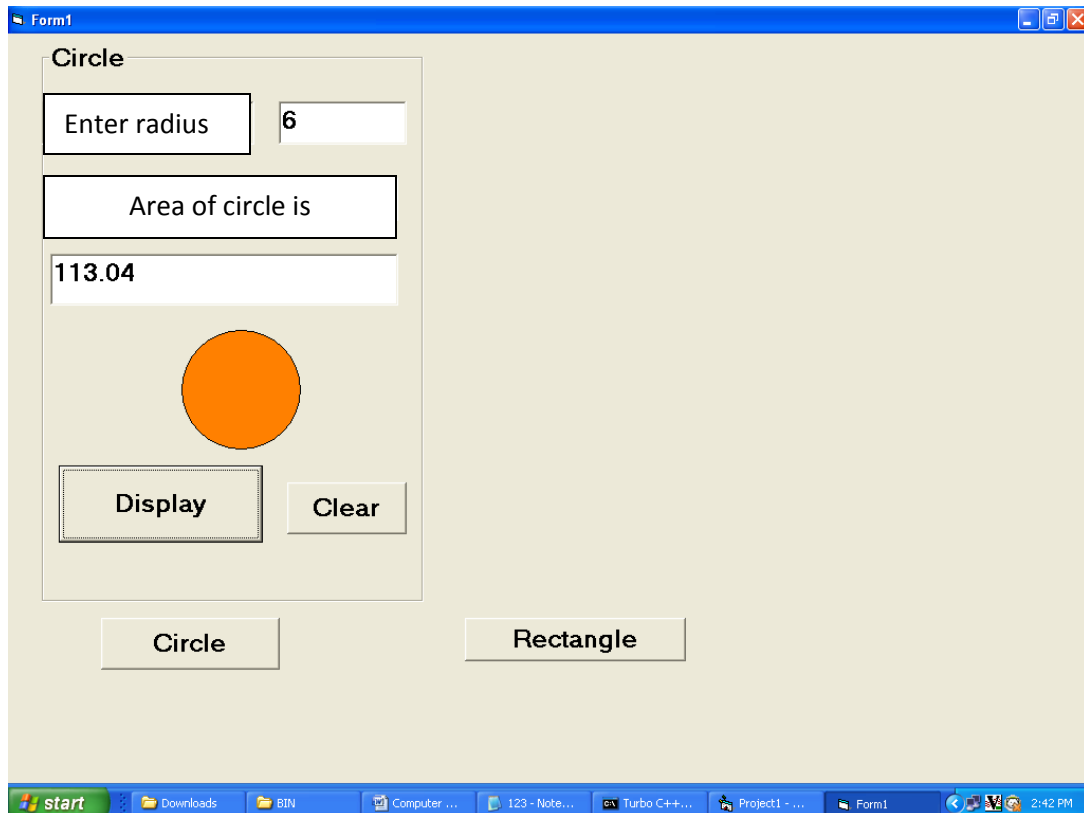 Form1
Circle
Enter radius 6
Area of circle is
113.04
Display Clear
Circle Rectangle
start Downloads BIN Computer ... 123 - Note... Turbo C++... Project1 - ... Form1 2:42 PM